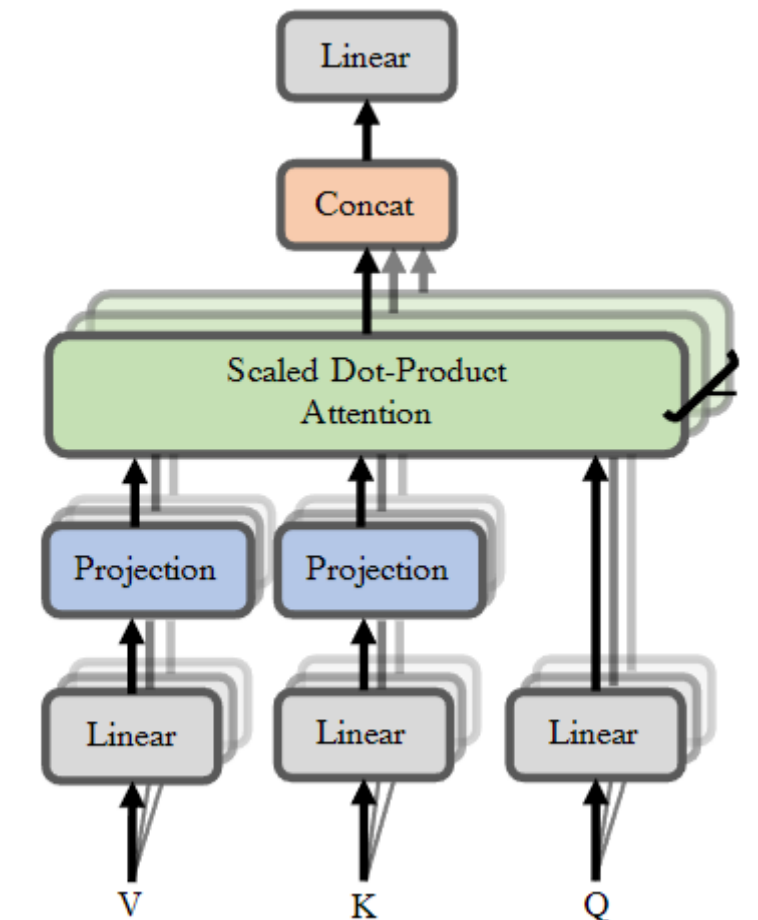 Linear
Concat
Scaled Dot-Product
Attention
Projection
Projection
Linear
Linear
Linear
V
K
Q